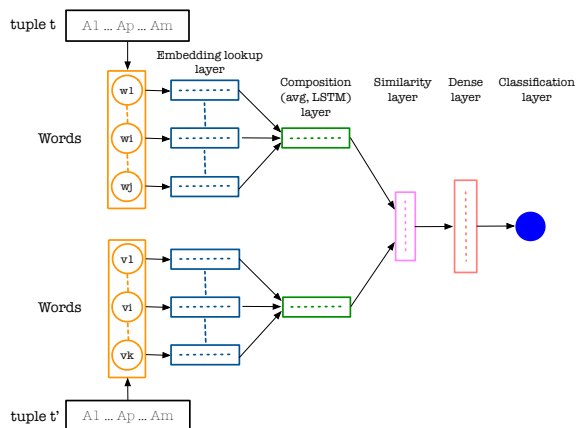 tuple t
A1 ... Ap ... Am
Embedding lookup
layer
Composition
(avg, LSTM)
layer
Similarity
layer
Dense
layer
Classification
layer
Words
w1
wi
wj
Words
v1
vi
vk
tuple t'
A1 ... Ap ... Am